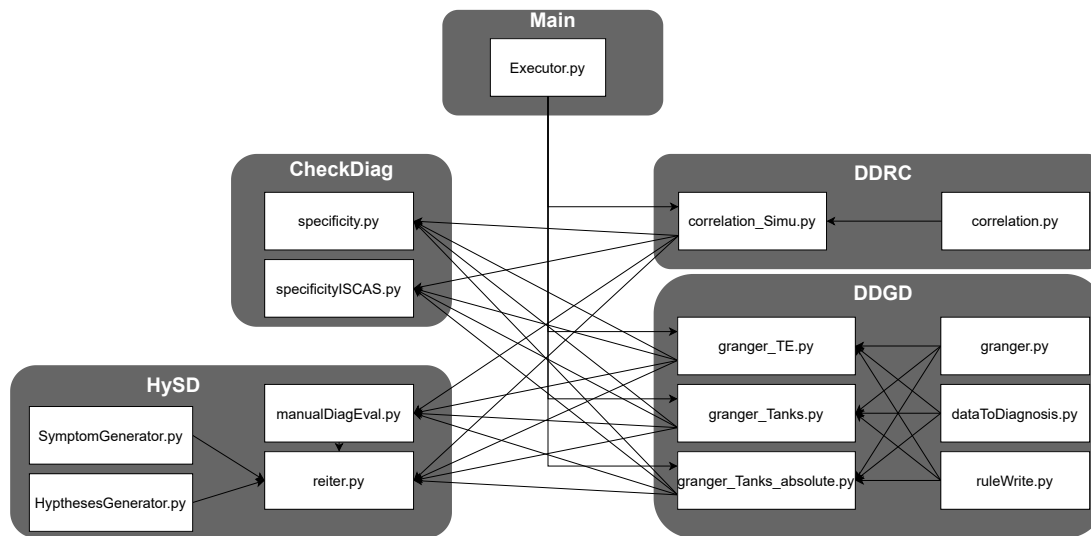 Main
Executor.py
CheckDiag
specificity.py
specificityISCAS.py
DDRC
correlation_Simu.py
correlation.py
DDGD
granger_TE.py
granger.py
granger_Tanks.py
dataToDiagnosis.py
granger_Tanks_absolute.py
ruleWrite.py
HySD
SymptomGenerator.py
manualDiagEval.py
HypthesesGenerator.py
reiter.py